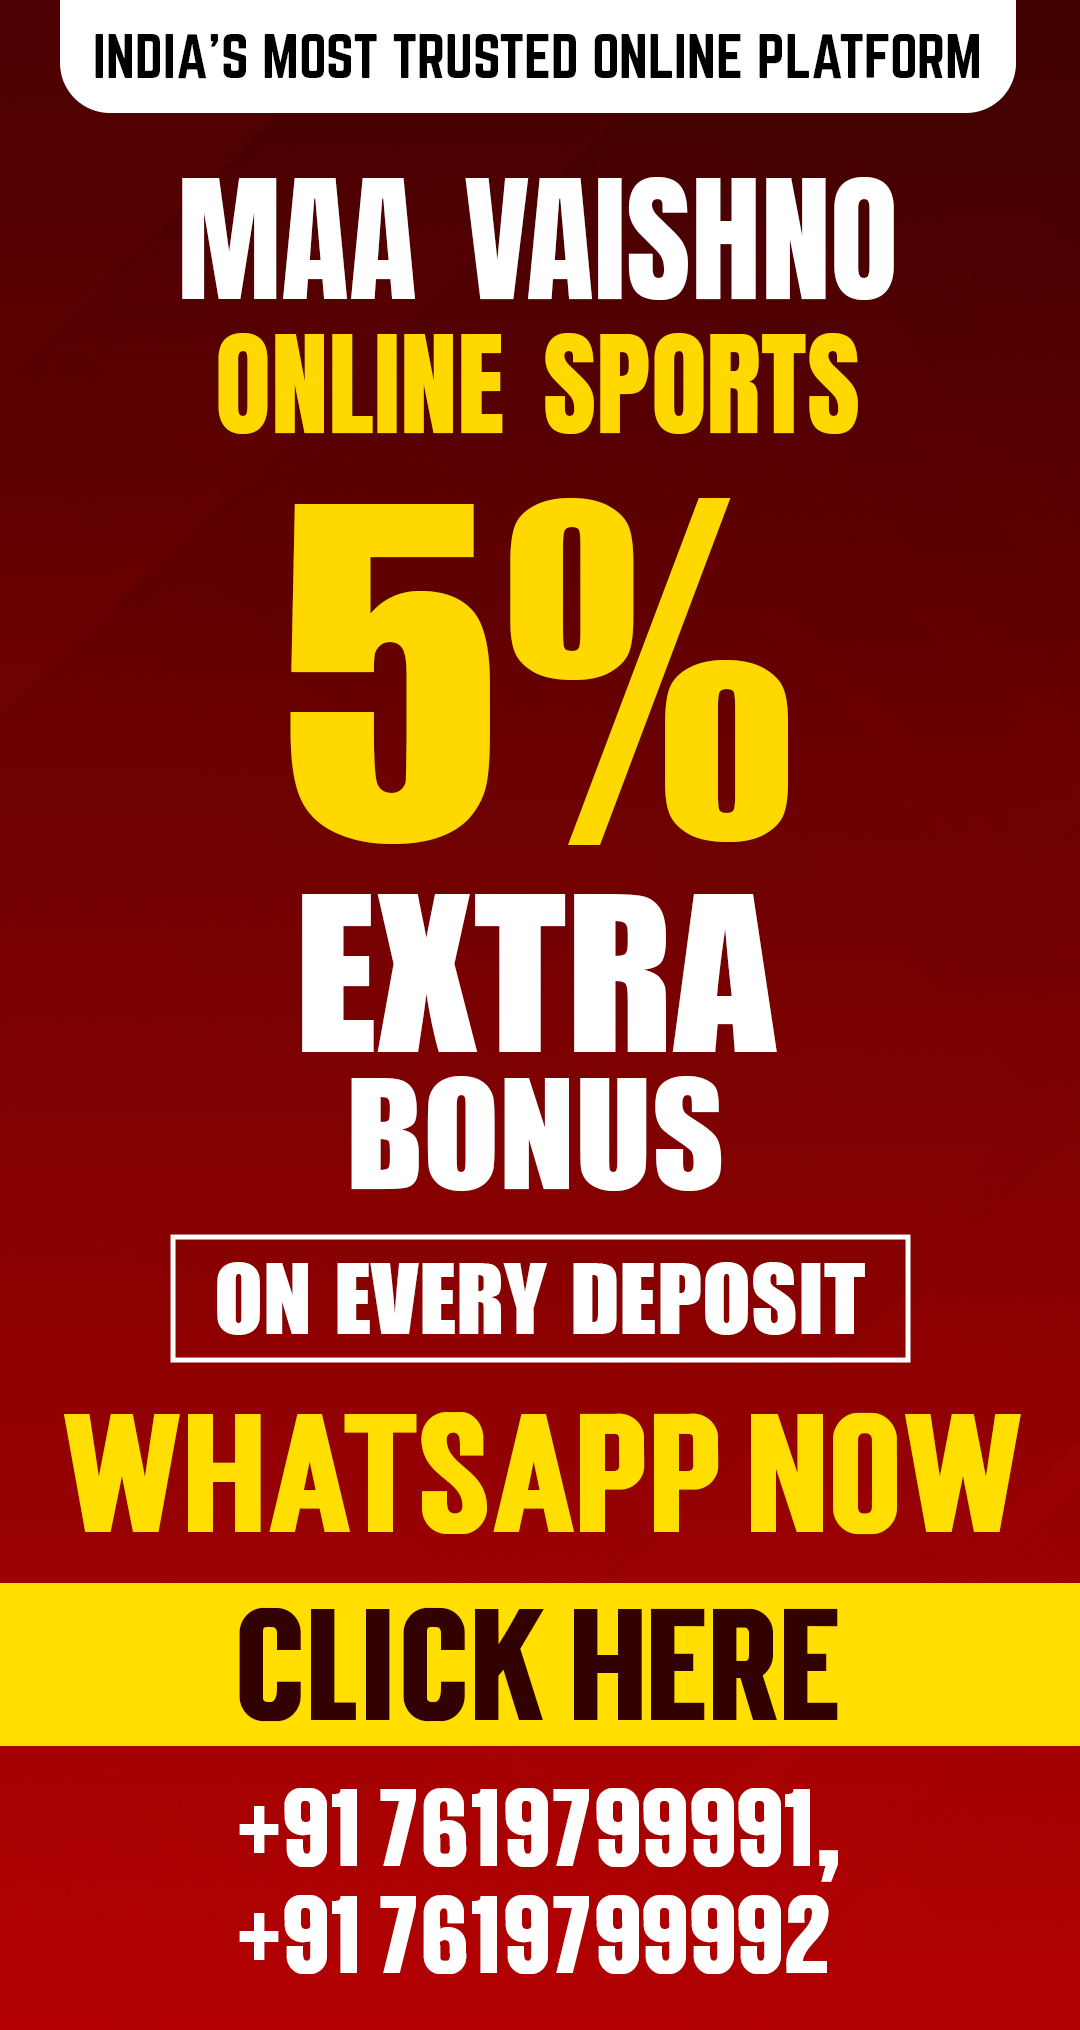 INDIA'S MOST TRUSTED ONLINE PLATFORM
MAA VAISHNO
ONLINE SPORTS
5%
EXTRA
BONUS
ON EVERY DEPOSIT
WHATSAPP NOW
CLICK HERE
+91 7619799991,
+91 7619799992